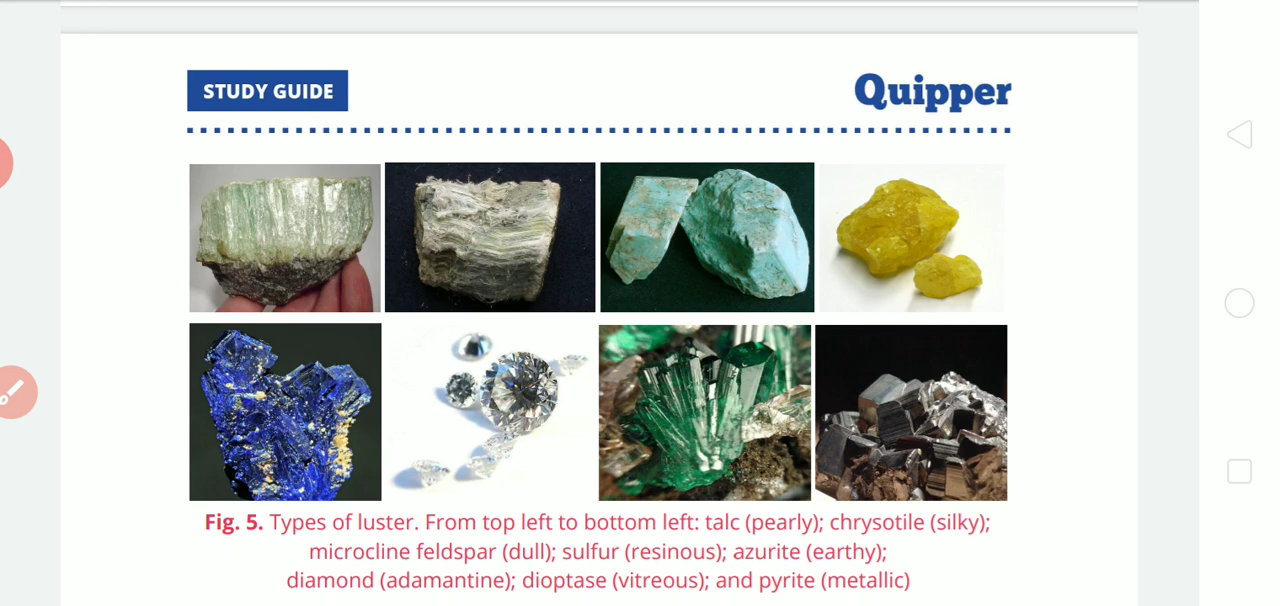 STUDY GUIDE
Quipper
Fig. 5. Types of luster. From top left to bottom left: talc (pearly); chrysotile (silky);
microcline feldspar (dull); sulfur (resinous); azurite (earthy);
diamond (adamantine); dioptase (vitreous); and pyrite (metallic)